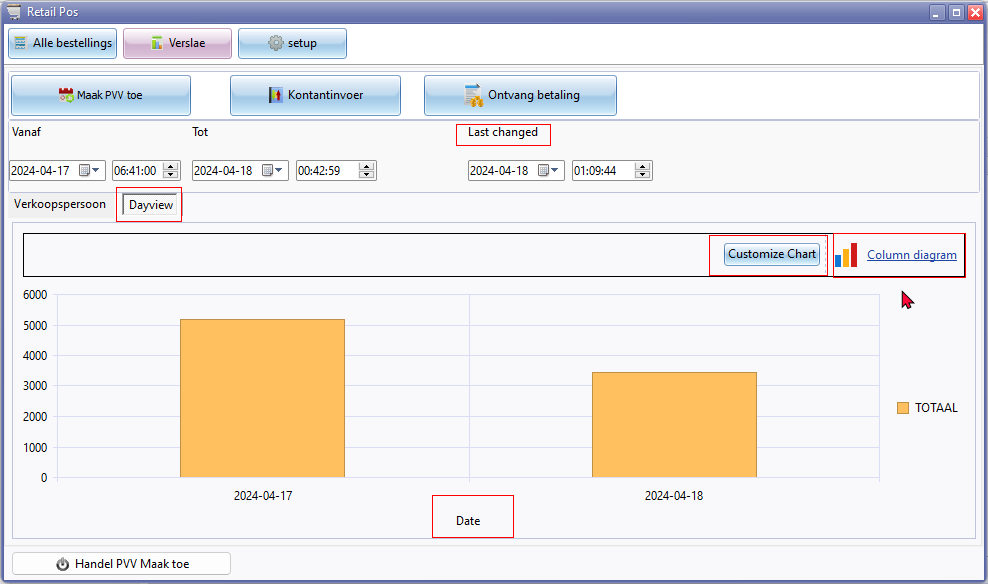 Retail Pos
Alle bestellings Verslae setup
Maak PVV toe Kontantinvoer Ontvang betaling
Vanaf Tot Last changed
2024-04-17 06:41:00 2024-04-18 00:42:59 2024-04-18 01:09:44
Verkoopspersoon Dayview
Customize Chart Column diagram
6000
5000
4000
3000
2000
1000
0
TOTAAL
2024-04-17 2024-04-18
Date
Handel PVV Maak toe